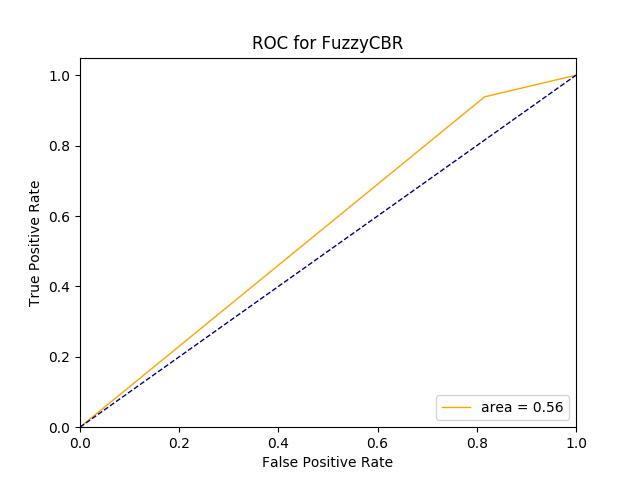 ROC for FuzzyCBR
1.0
0.8
0.6
0.4
0.2
0.0
True Positive Rate
0.0 0.2 0.4 0.6 0.8 1.0
False Positive Rate
area = 0.56